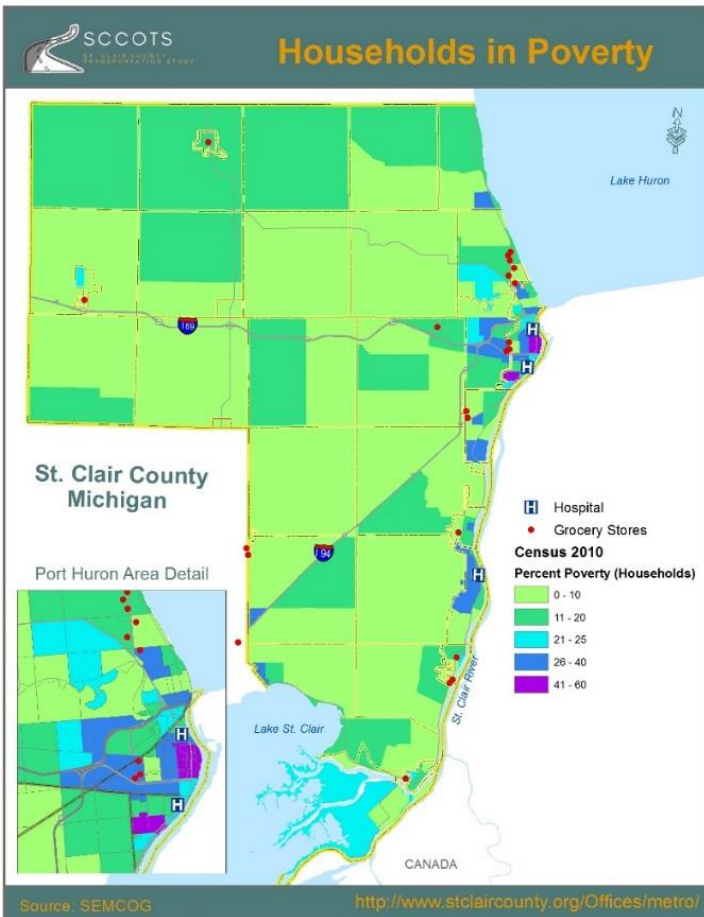 SCCOTS
ST. CLAIR COUNTY
TRANSPORTATION STUDY
Households in Poverty
N
Lake Huron
I 69
H
H
St. Clair County
Michigan
H Hospital
Grocery Stores
Census 2010
Percent Poverty (Households)
0 - 10
11 - 20
21 - 25
26 - 40
41 - 60
I 94
H
Port Huron Area Detail
H
H
St. Clair River
Lake St. Clair
CANADA
Source: SEMCOG
http://www.stclaircounty.org/Offices/metro/